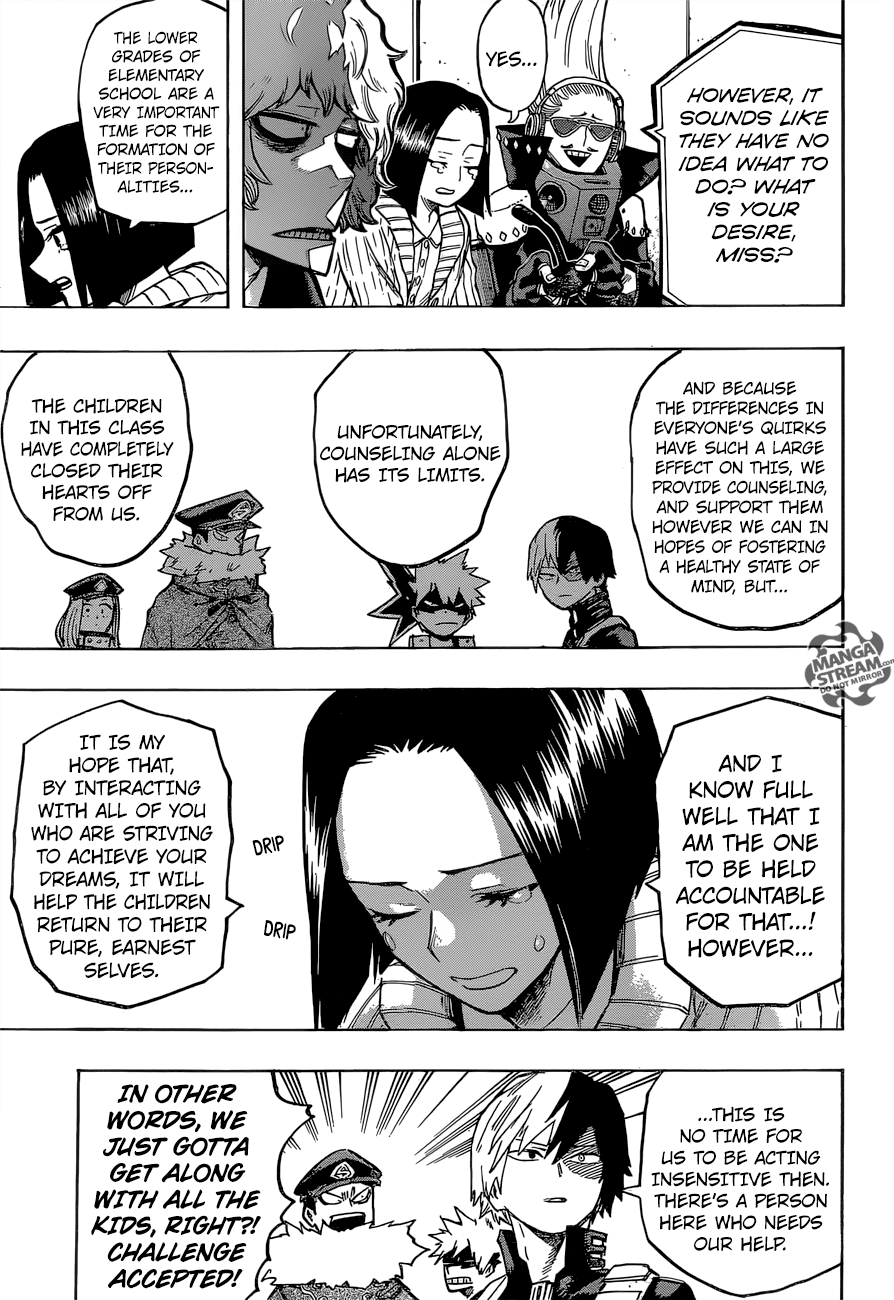 HOWEVER, IT
SOUNDS LIKE
THEY HAVE NO
IDEA WHAT TO
DO? WHAT
IS YOUR
DESIRE,
MISS?
YES...
THE LOWER
GRADES OF
ELEMENTARY
SCHOOL ARE A
VERY IMPORTANT
TIME FOR THE
FORMATION OF
THEIR PERSON-
ALITIES...
AND BECAUSE
THE DIFFERENCES IN
EVERYONE'S QUIRKS
HAVE SUCH A LARGE
EFFECT ON THIS, WE
PROVIDE COUNSELING,
AND SUPPORT THEM
HOWEVER WE CAN IN
HOPES OF FOSTERING
A HEALTHY STATE OF
MIND, BUT...
UNFORTUNATELY,
COUNSELING ALONE
HAS ITS LIMITS.
THE CHILDREN
IN THIS CLASS
HAVE COMPLETELY
CLOSED THEIR
HEARTS OFF
FROM US.
MANGA
STREAM.com
DO NOT MIRROR
AND I
KNOW FULL
WELL THAT I
AM THE ONE
TO BE HELD
ACCOUNTABLE
FOR THAT...!
HOWEVER...
DRIP
DRIP
IT IS MY
HOPE THAT,
BY INTERACTING
WITH ALL OF YOU
WHO ARE STRIVING
TO ACHIEVE YOUR
DREAMS, IT WILL
HELP THE CHILDREN
RETURN TO THEIR
PURE, EARNEST
SELVES.
...THIS IS
NO TIME FOR
US TO BE ACTING
INSENSITIVE THEN.
THERE'S A PERSON
HERE WHO NEEDS
OUR HELP.
IN OTHER
WORDS, WE
JUST GOTTA
GET ALONG
WITH ALL THE
KIDS, RIGHT?!
CHALLENGE
ACCEPTED!